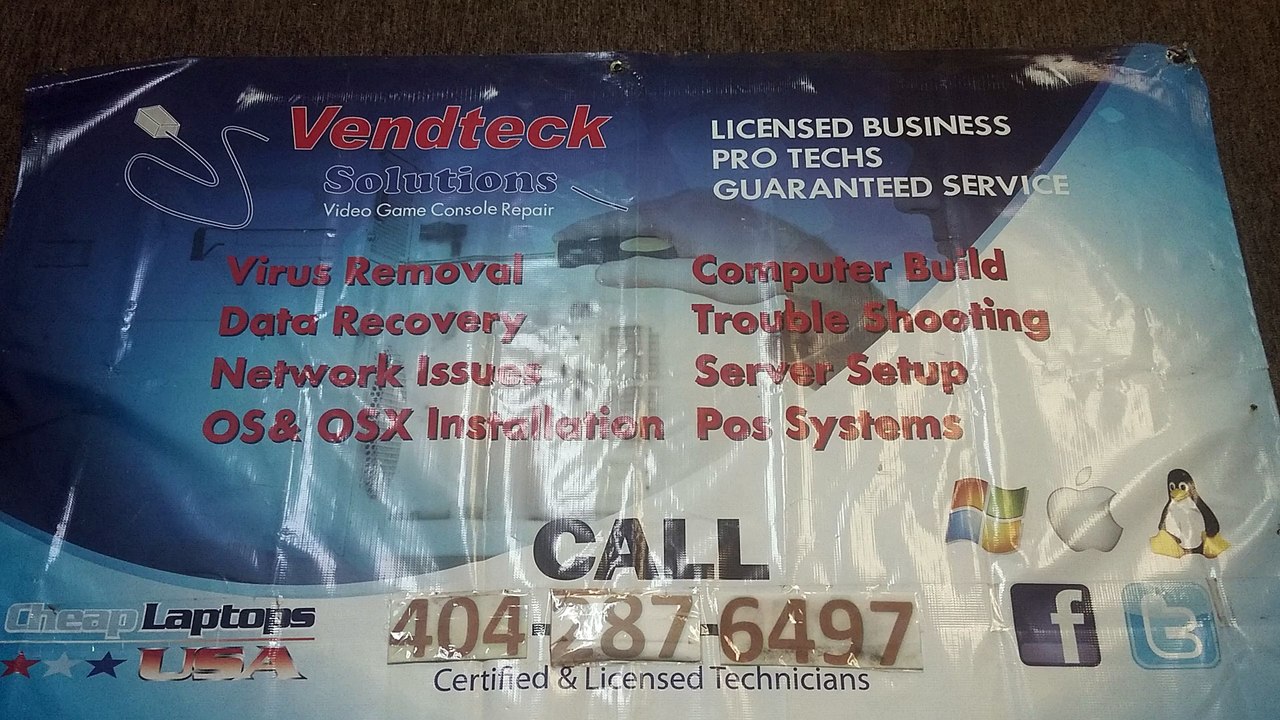 Vendteck
Solutions
Video Game Console Repair
LICENSED BUSINESS
PRO TECHS
GUARANTEED SERVICE
Virus Removal
Data Recovery
Network Issues
OS& OSX Installation
Computer Build
Trouble Shooting
Server Setup
Pos Systems
CALL
404-287-6497
Certified & Licensed Technicians
Cheap Laptops
USA
f
t